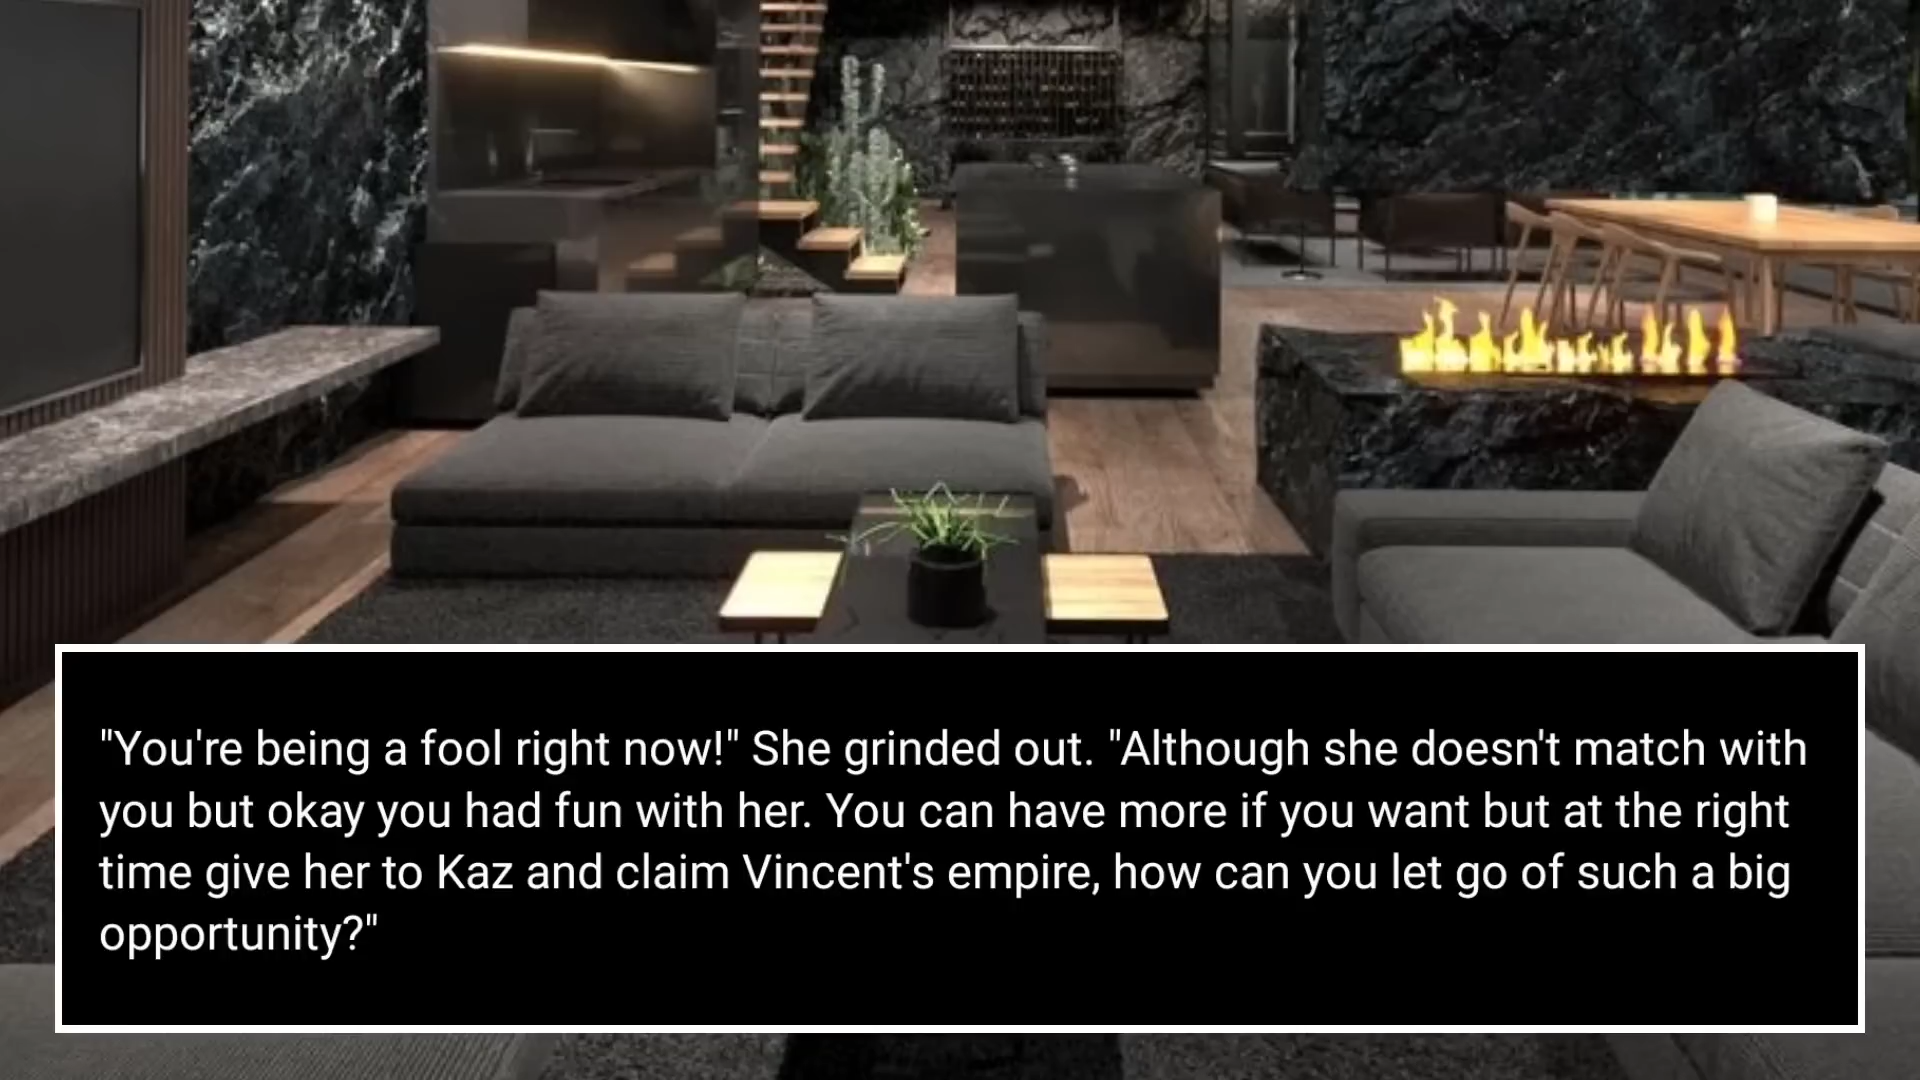 "You're being a fool right now!" She grinded out. "Although she doesn't match with
you but okay you had fun with her. You can have more if you want but at the right
time give her to Kaz and claim Vincent's empire, how can you let go of such a big
opportunity?"